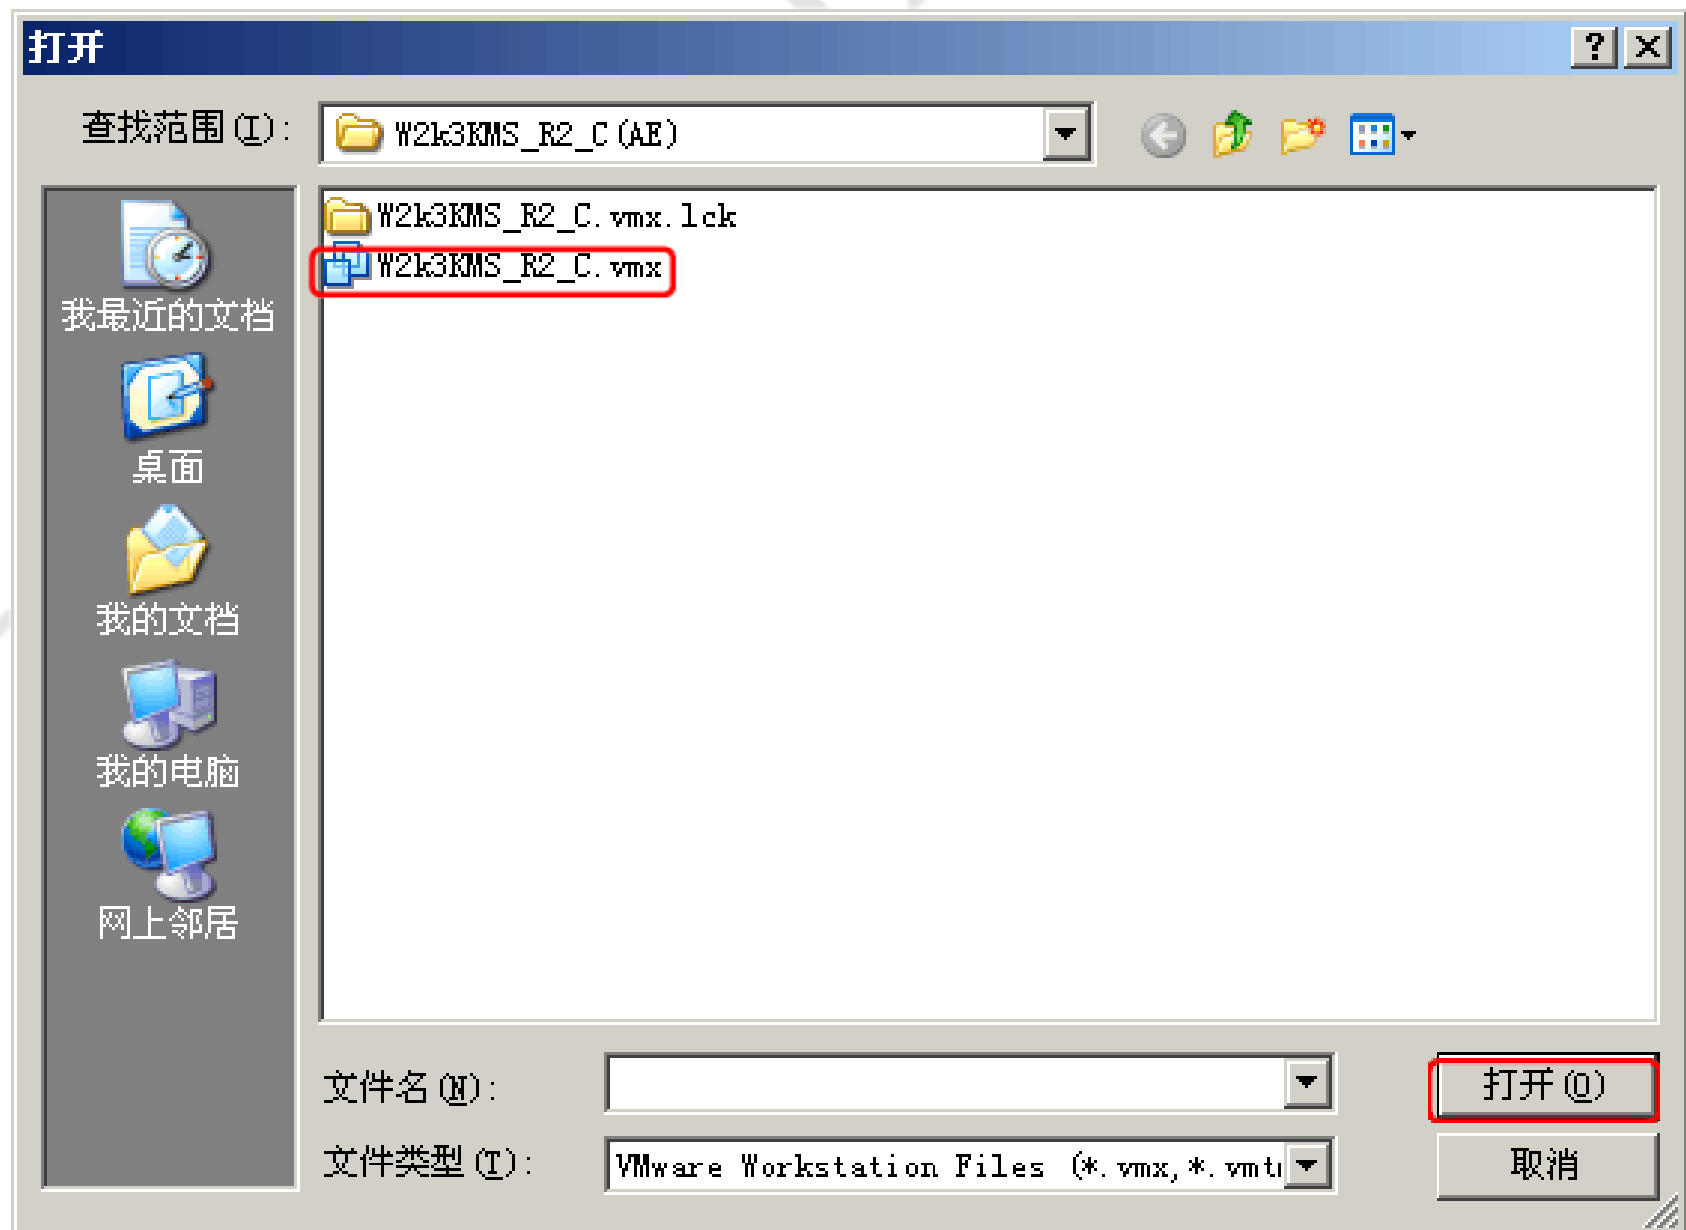 打开
查找范围(I):
W2k3KMS_R2_C(AE)
W2k3KMS_R2_C.vmx.lck
W2k3KMS_R2_C.vmx
我最近的文档
桌面
我的文档
我的电脑
网上邻居
文件名(N):
打开(O)
文件类型(T):
VMware Workstation Files (*.vmx,*.vmt
取消